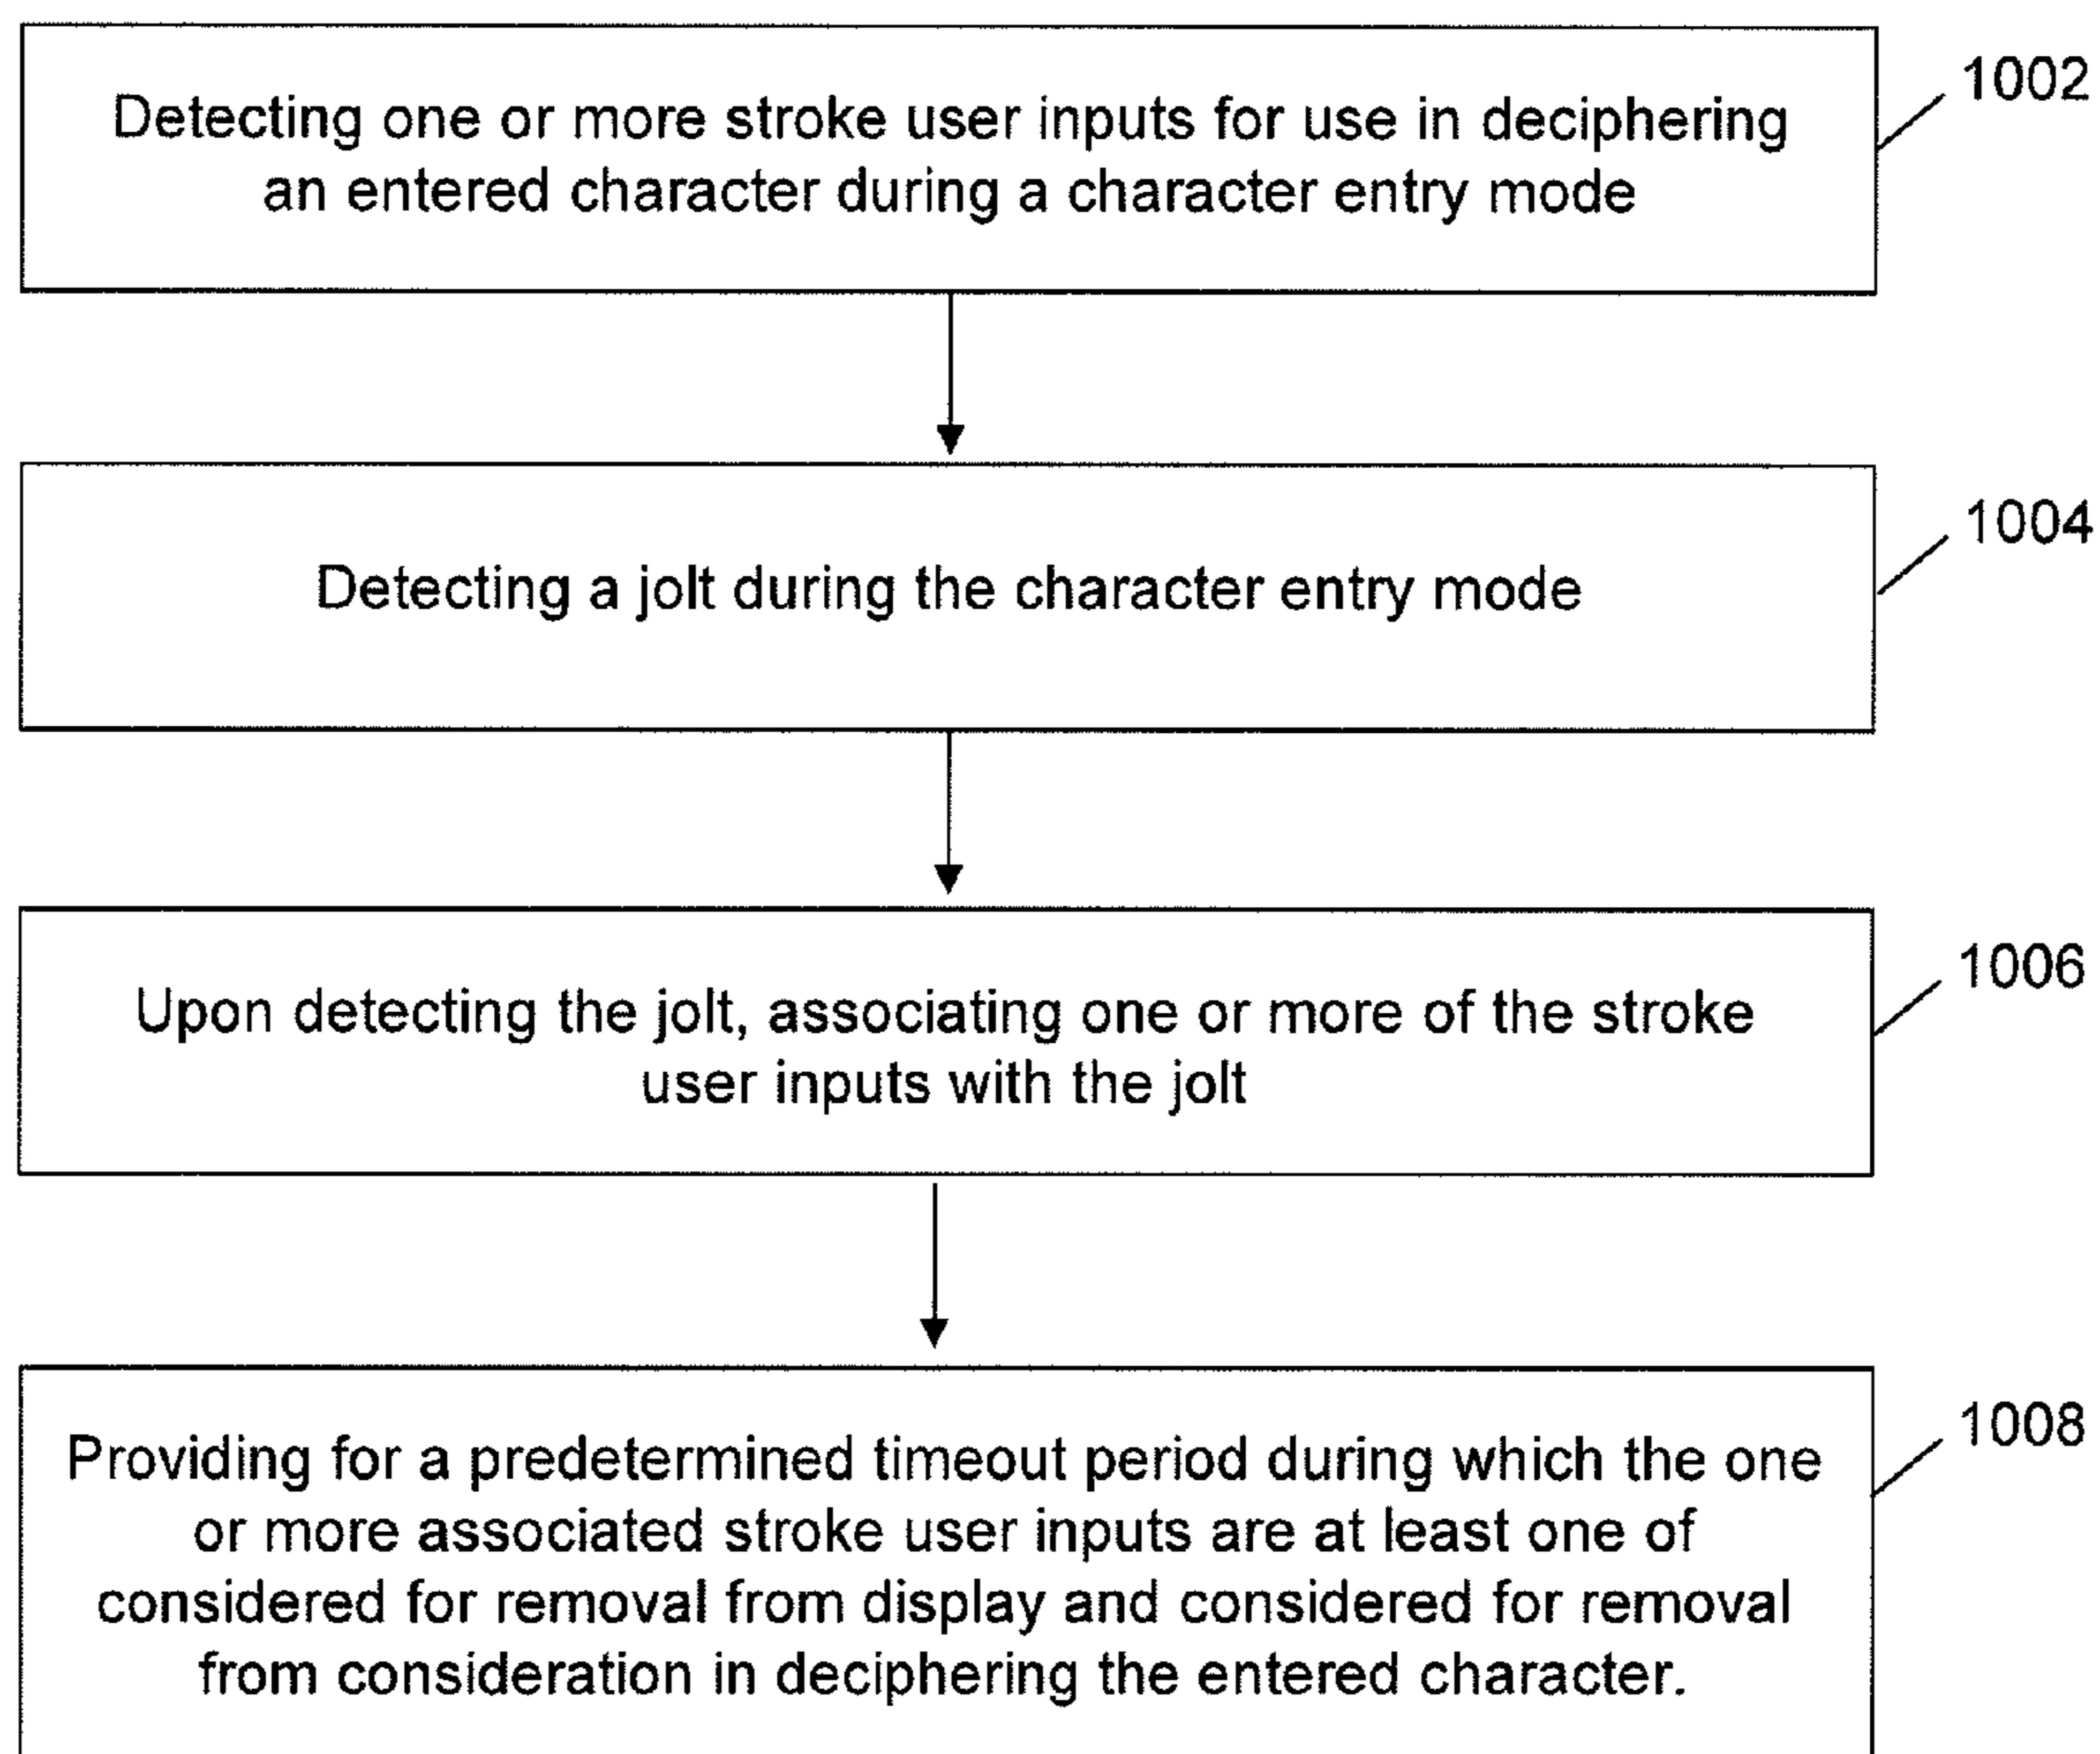 Detecting one or more stroke user inputs for use in deciphering
an entered character during a character entry mode
1002
Detecting a jolt during the character entry mode
1004
Upon detecting the jolt, associating one or more of the stroke
user inputs with the jolt
1006
Providing for a predetermined timeout period during which the one
or more associated stroke user inputs are at least one of
considered for removal from display and considered for removal
from consideration in deciphering the entered character.
1008